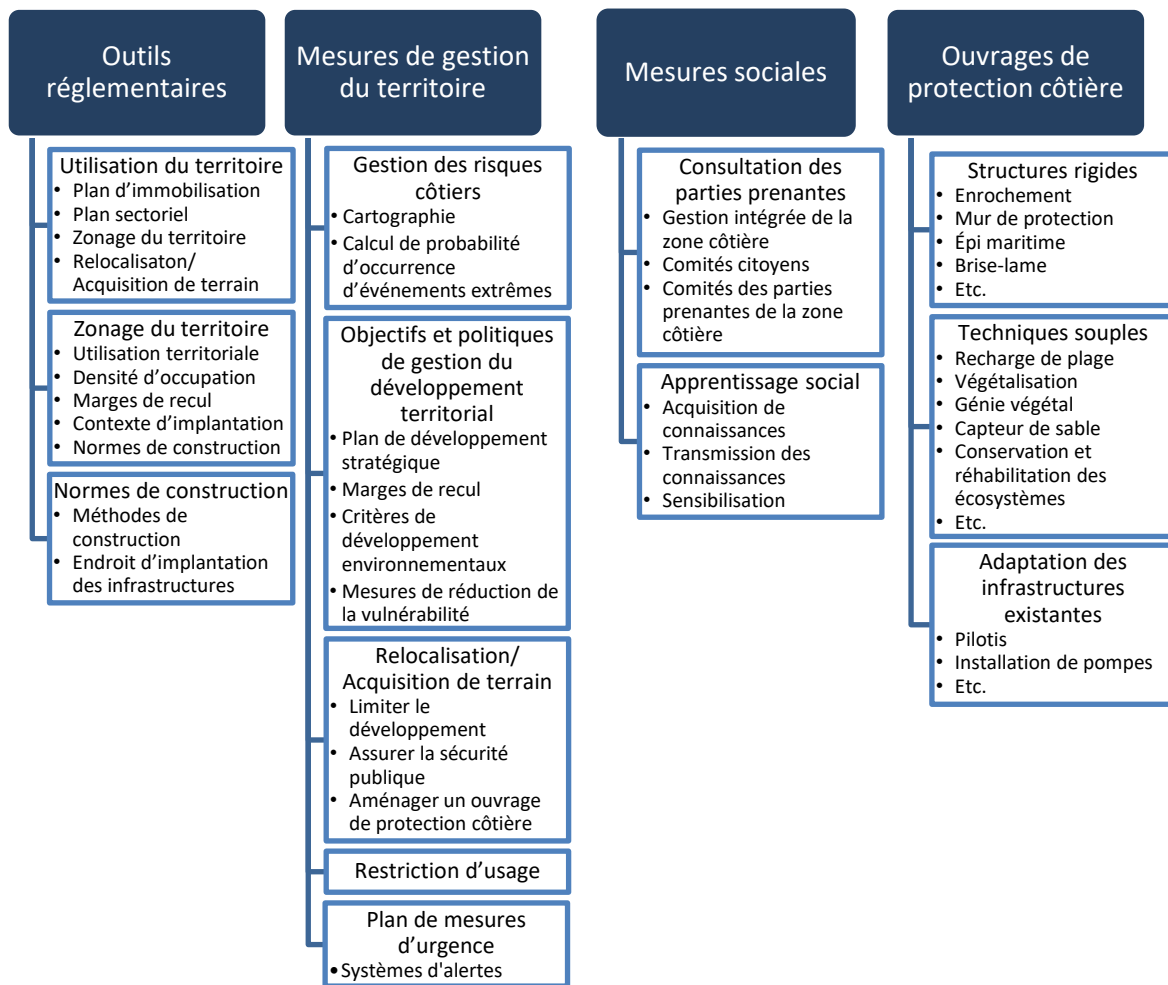 Outils
réglementaires
Utilisation du territoire
• Plan d’immobilisation
• Plan sectoriel
• Zonage du territoire
• Relocalisaton/
Acquisition de terrain
Zonage du territoire
• Utilisation territoriale
• Densité d’occupation
• Marges de recul
• Contexte d’implantation
• Normes de construction
Normes de construction
• Méthodes de
construction
• Endroit d’implantation
des infrastructures
Mesures de gestion
du territoire
Gestion des risques
côtiers
• Cartographie
• Calcul de probabilité
d’occurrence
d’événements extrêmes
Objectifs et politiques
de gestion du
développement
territorial
• Plan de développement
stratégique
• Marges de recul
• Critères de
développement
environnementaux
• Mesures de réduction de
la vulnérabilité
Relocalisation/
Acquisition de terrain
• Limiter le
développement
• Assurer la sécurité
publique
• Aménager un ouvrage
de protection côtière
Restriction d’usage
Plan de mesures
d’urgence
• Systèmes d'alertes
Mesures sociales
Consultation des
parties prenantes
• Gestion intégrée de la
zone côtière
• Comités citoyens
• Comités des parties
prenantes de la zone
côtière
Apprentissage social
• Acquisition de
connaissances
• Transmission des
connaissances
• Sensibilisation
Ouvrages de
protection côtière
Structures rigides
• Enrochement
• Mur de protection
• Épi maritime
• Brise-lame
• Etc.
Techniques souples
• Recharge de plage
• Végétalisation
• Génie végétal
• Capteur de sable
• Conservation et
réhabilitation des
écosystèmes
• Etc.
Adaptation des
infrastructures
existantes
• Pilotis
• Installation de pompes
• Etc.